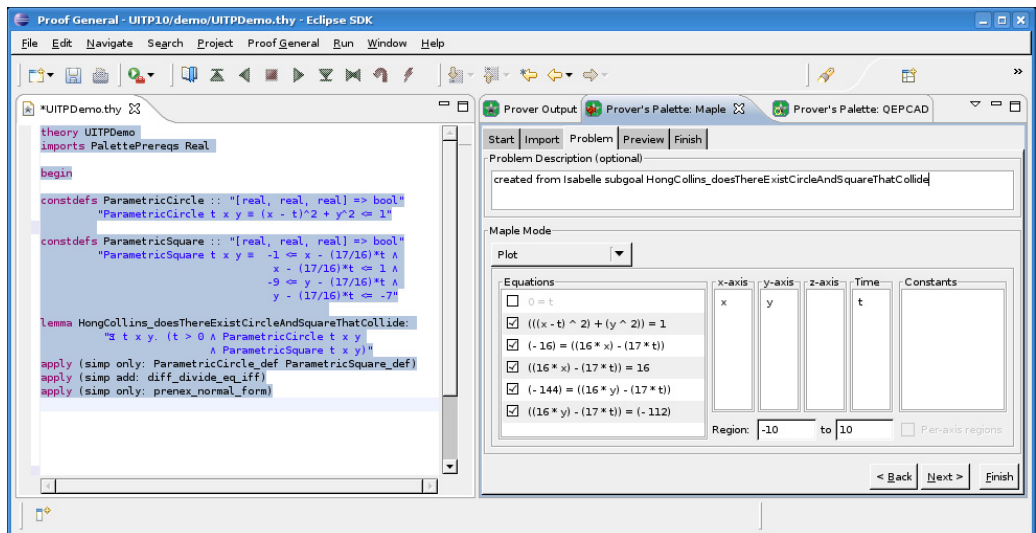 Proof General - UITP10/demo/UITPDemo.thy - Eclipse SDK
File Edit Navigate Search Project Proof General Run Window Help
*UITPDemo.thy
theory UITPDemo
imports PalettePrereqs Real
begin
constdefs ParametricCircle :: "[real, real, real] => bool"
"ParametricCircle t x y ≡ (x - t)^2 + y^2 <= 1"
constdefs ParametricSquare :: "[real, real, real] => bool"
"ParametricSquare t x y ≡ -1 <= x - (17/16)*t ∧
x - (17/16)*t <= 1 ∧
-9 <= y - (17/16)*t ∧
y - (17/16)*t <= -7"
lemma HongCollins_doesThereExistCircleAndSquareThatCollide:
"∃ t x y. (t > 0 ∧ ParametricCircle t x y
∧ ParametricSquare t x y)"
apply (simp only: ParametricCircle_def ParametricSquare_def)
apply (simp add: diff_divide_eq_iff)
apply (simp only: prenex_normal_form)
Prover Output Prover's Palette: Maple Prover's Palette: QEPCAD
Start Import Problem Preview Finish
Problem Description (optional)
created from Isabelle subgoal HongCollins_doesThereExistCircleAndSquareThatCollide
Maple Mode
Plot
Equations x-axis y-axis z-axis Time Constants
0 = t x y t
(((x - t) ^ 2) + (y ^ 2)) = 1
(- 16) = ((16 * x) - (17 * t))
((16 * x) - (17 * t)) = 16
(- 144) = ((16 * y) - (17 * t))
((16 * y) - (17 * t)) = (- 112)
Region: -10 to 10 Per-axis regions
< Back Next > Finish